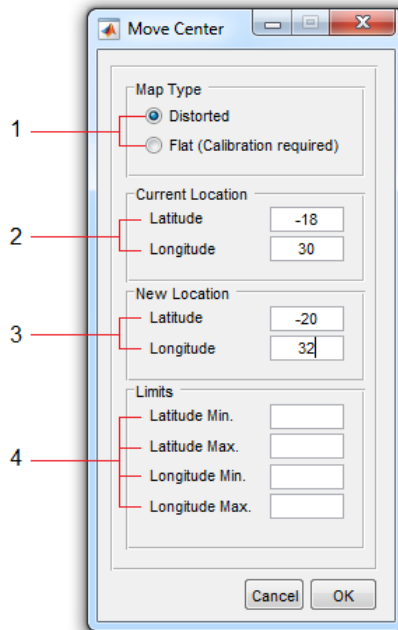 Move Center
Map Type
1
Distorted
Flat (Calibration required)
Current Location
2
Latitude -18
Longitude 30
New Location
3
Latitude -20
Longitude 32
Limits
4
Latitude Min.
Latitude Max.
Longitude Min.
Longitude Max.
Cancel OK